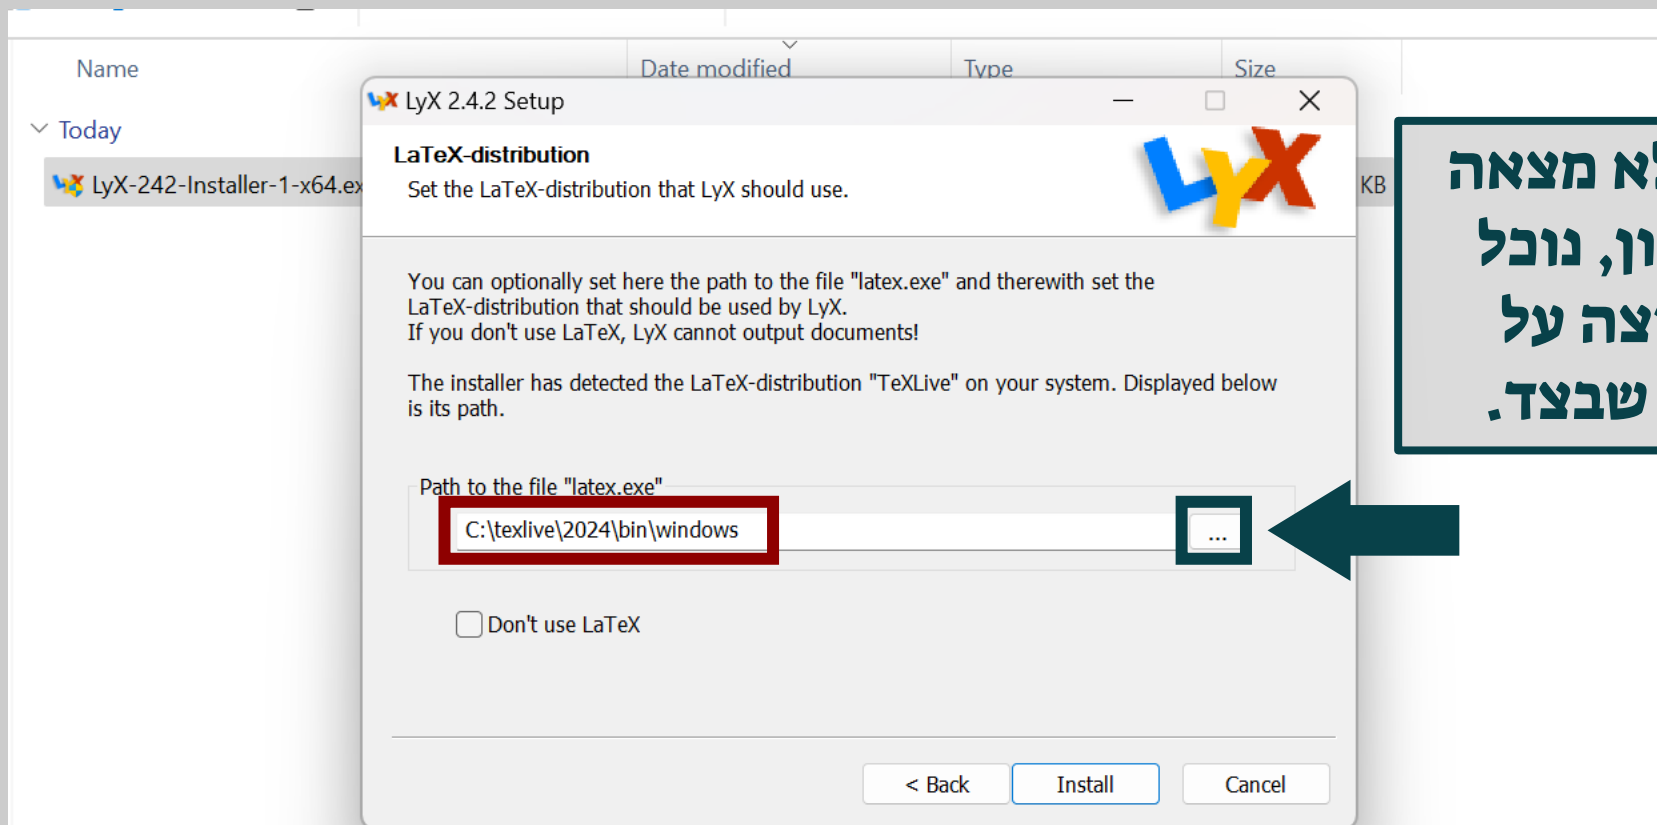 Name
Date modified
Type
Size
Today
LyX-242-Installer-1-x64.ex
KB
LyX 2.4.2 Setup
LaTeX-distribution
Set the LaTeX-distribution that LyX should use.
LyX
You can optionally set here the path to the file "latex.exe" and therewith set the
LaTeX-distribution that should be used by LyX.
If you don't use LaTeX, LyX cannot output documents!
The installer has detected the LaTeX-distribution "TeXLive" on your system. Displayed below
is its path.
Path to the file "latex.exe"
C:\texlive\2024\bin\windows
...
Don't use LaTeX
< Back
Install
Cancel
מצאה
נוכל
על
שבצד.